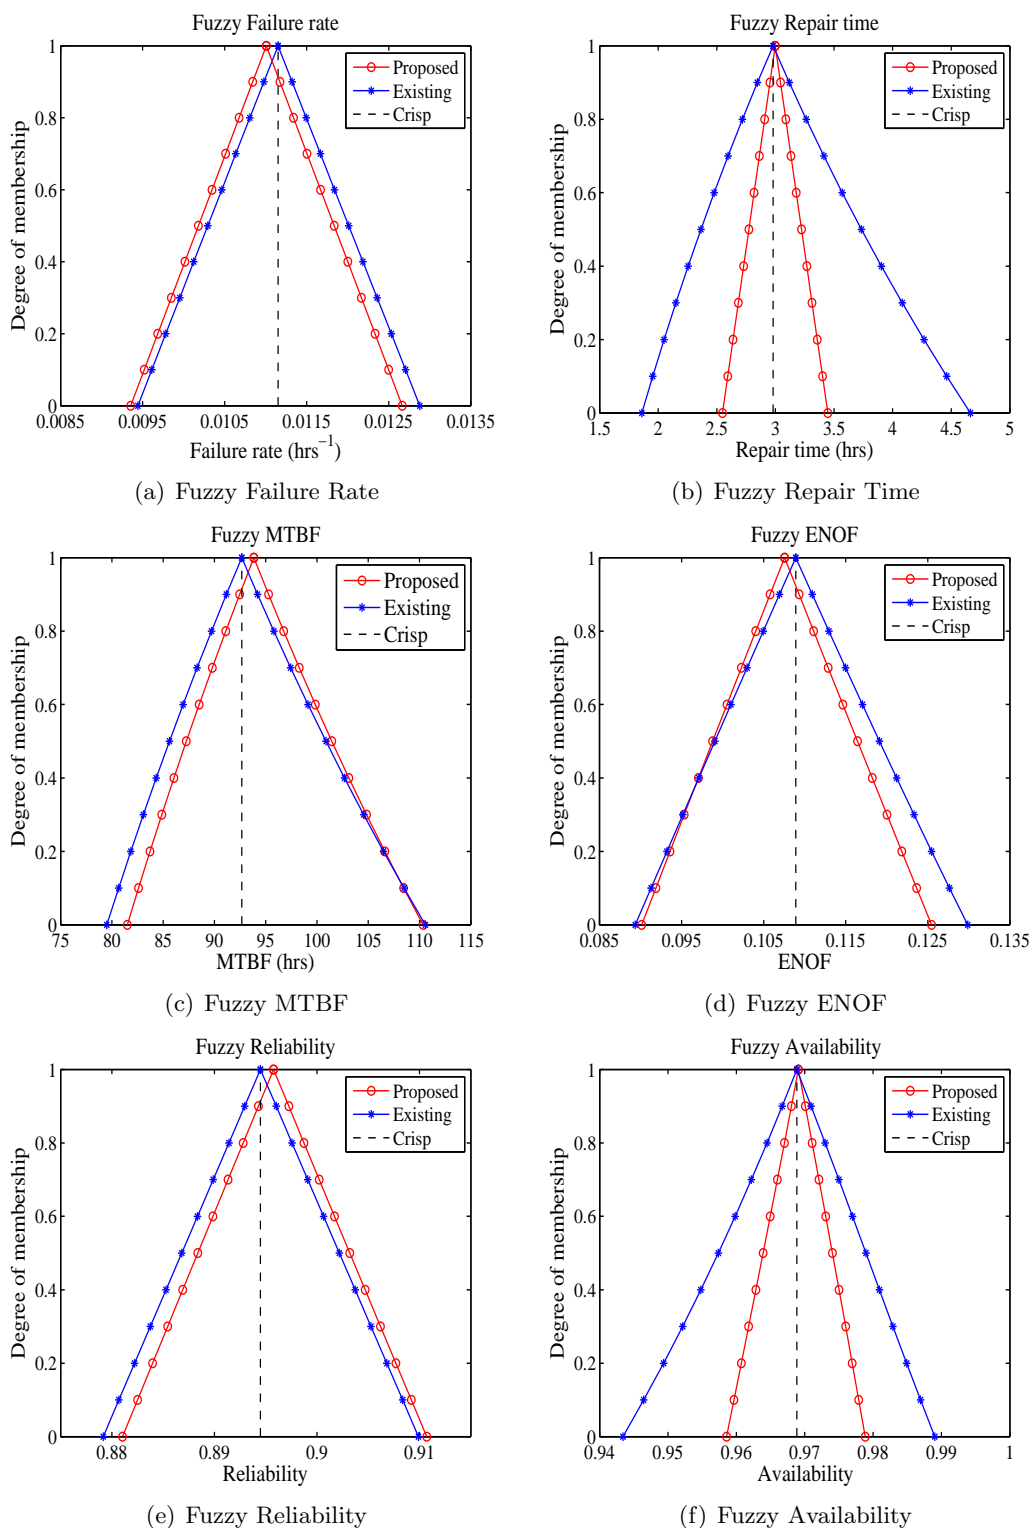 Fuzzy Failure rate
1
0.8
0.6
0.4
0.2
0
Degree of membership
Proposed
Existing
Crisp
0.0085 0.0095 0.0105 0.0115 0.0125 0.0135
Failure rate (hrs⁻¹)
(a) Fuzzy Failure Rate
Fuzzy Repair time
1
0.8
0.6
0.4
0.2
0
Degree of membership
Proposed
Existing
Crisp
1.5 2 2.5 3 3.5 4 4.5 5
Repair time (hrs)
(b) Fuzzy Repair Time
Fuzzy MTBF
1
0.8
0.6
0.4
0.2
0
Degree of membership
Proposed
Existing
Crisp
75 80 85 90 95 100 105 110 115
MTBF (hrs)
(c) Fuzzy MTBF
Fuzzy ENOF
1
0.8
0.6
0.4
0.2
0
Degree of membership
Proposed
Existing
Crisp
0.085 0.095 0.105 0.115 0.125 0.135
ENOF
(d) Fuzzy ENOF
Fuzzy Reliability
1
0.8
0.6
0.4
0.2
0
Degree of membership
Proposed
Existing
Crisp
0.88 0.89 0.9 0.91
Reliability
(e) Fuzzy Reliability
Fuzzy Availability
1
0.8
0.6
0.4
0.2
0
Degree of membership
Proposed
Existing
Crisp
0.94 0.95 0.96 0.97 0.98 0.99 1
Availability
(f) Fuzzy Availability